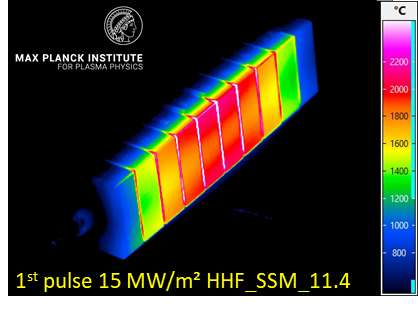 °C
MAX PLANCK INSTITUTE
FOR PLASMA PHYSICS
2200
2000
1800
1600
1400
1200
1000
800
1st pulse 15 MW/m² HHF_SSM_11.4